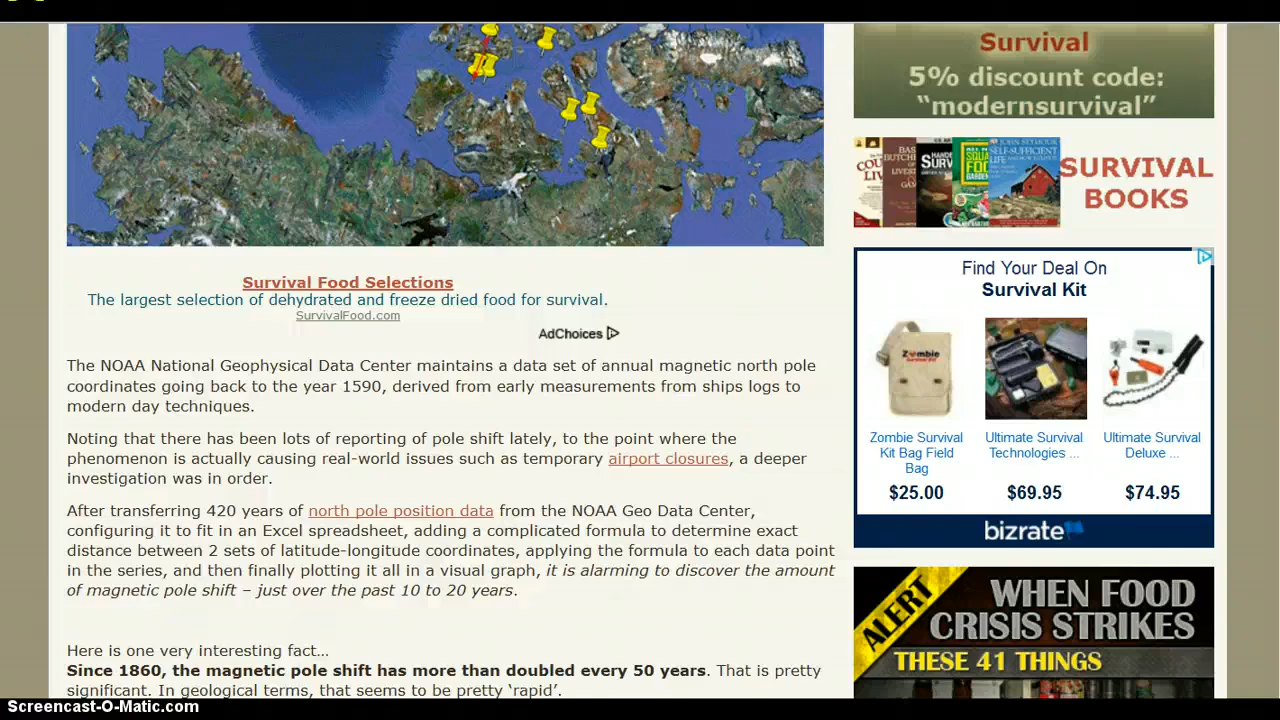 Survival
5% discount code:
"modernsurvival"
SURVIVAL
BOOKS
Survival Food Selections
The largest selection of dehydrated and freeze dried food for survival.
SurvivalFood.com
AdChoices
The NOAA National Geophysical Data Center maintains a data set of annual magnetic north pole
coordinates going back to the year 1590, derived from early measurements from ships logs to
modern day techniques.
Noting that there has been lots of reporting of pole shift lately, to the point where the
phenomenon is actually causing real-world issues such as temporary airport closures, a deeper
investigation was in order.
After transferring 420 years of north pole position data from the NOAA Geo Data Center,
configuring it to fit in an Excel spreadsheet, adding a complicated formula to determine exact
distance between 2 sets of latitude-longitude coordinates, applying the formula to each data point
in the series, and then finally plotting it all in a visual graph, it is alarming to discover the amount
of magnetic pole shift – just over the past 10 to 20 years.
Here is one very interesting fact…
Since 1860, the magnetic pole shift has more than doubled every 50 years. That is pretty
significant. In geological terms, that seems to be pretty ‘rapid’.
Find Your Deal On
Survival Kit
Zombie
Zombie Survival
Kit Bag Field
Bag
$25.00
Ultimate Survival
Technologies ...
$69.95
Ultimate Survival
Deluxe ...
$74.95
bizrate
ALERT
WHEN FOOD
CRISIS STRIKES
THESE 41 THINGS
Screencast-O-Matic.com